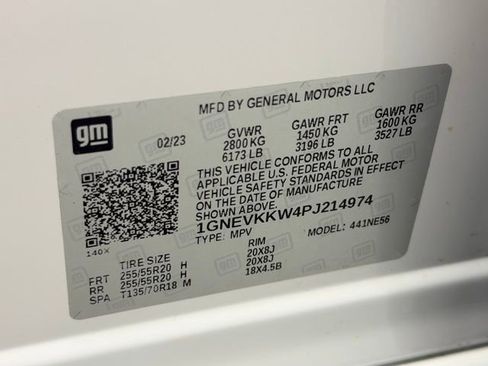 gm
MFD BY GENERAL MOTORS LLC
02/23 GVWR GAWR FRT GAWR RR
2800 KG 1450 KG 1600 KG
6173 LB 3196 LB 3527 LB
THIS VEHICLE CONFORMS TO ALL
APPLICABLE U.S. FEDERAL MOTOR
VEHICLE SAFETY STANDARDS IN EFFECT
ON THE DATE OF MANUFACTURE
SHOWN ABOVE.
1GNEVKKW4PJ214974
TYPE: MPV MODEL: 441NE56
140X
TIRE SIZE RIM
FRT 255/55R20 H 20X8J
RR 255/55R20 H 20X8J
SPA T135/70R18 M 18X4.5B